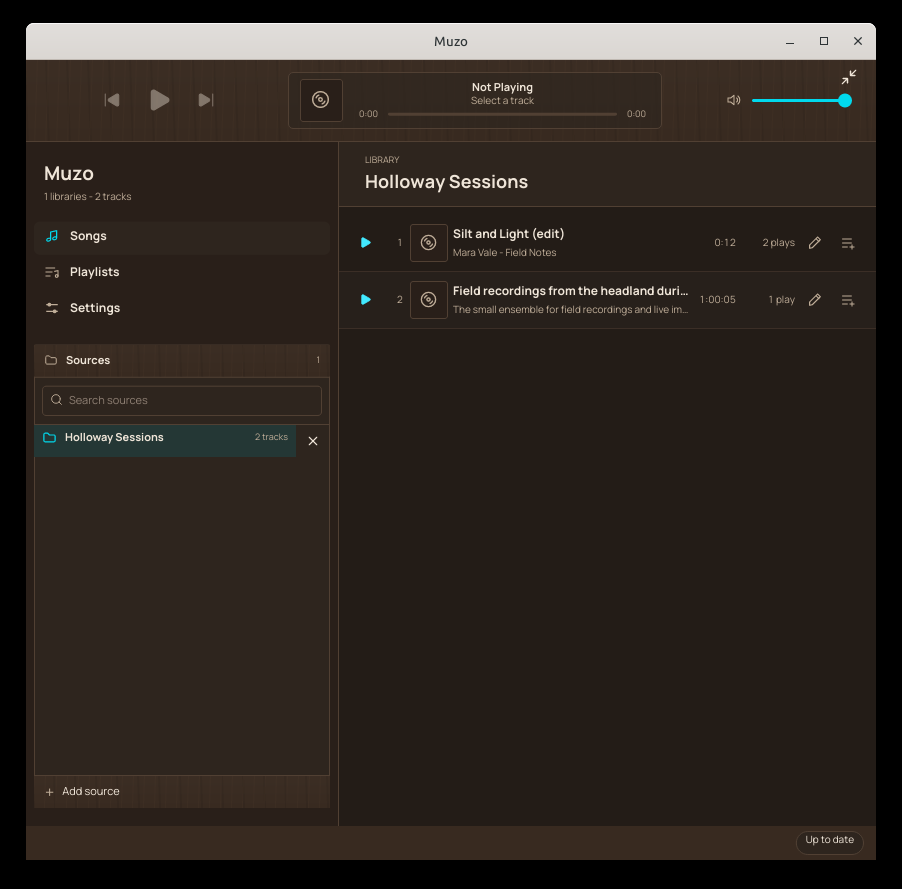 Muzo
Not Playing
Select a track
0:00
0:00
Muzo
1 libraries - 2 tracks
Songs
Playlists
Settings
Sources
1
Search sources
Holloway Sessions
2 tracks
Add source
LIBRARY
Holloway Sessions
1
Silt and Light (edit)
Mara Vale - Field Notes
0:12
2 plays
2
Field recordings from the headland duri...
The small ensemble for field recordings and live im...
1:00:05
1 play
Up to date